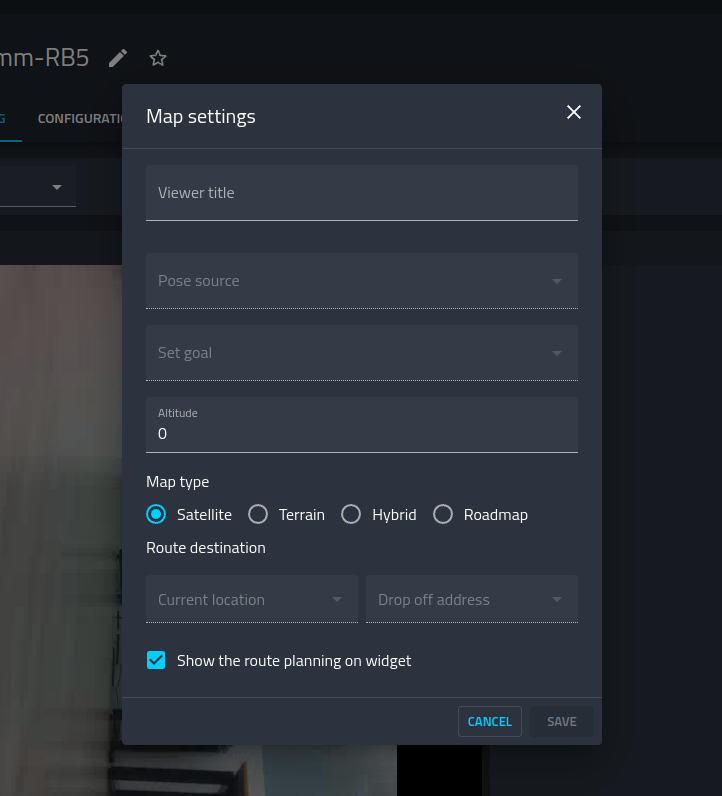 mm-RB5
Map settings
Viewer title
Pose source
Set goal
Altitude
0
Map type
Satellite Terrain Hybrid Roadmap
Route destination
Current location Drop off address
Show the route planning on widget
CANCEL SAVE